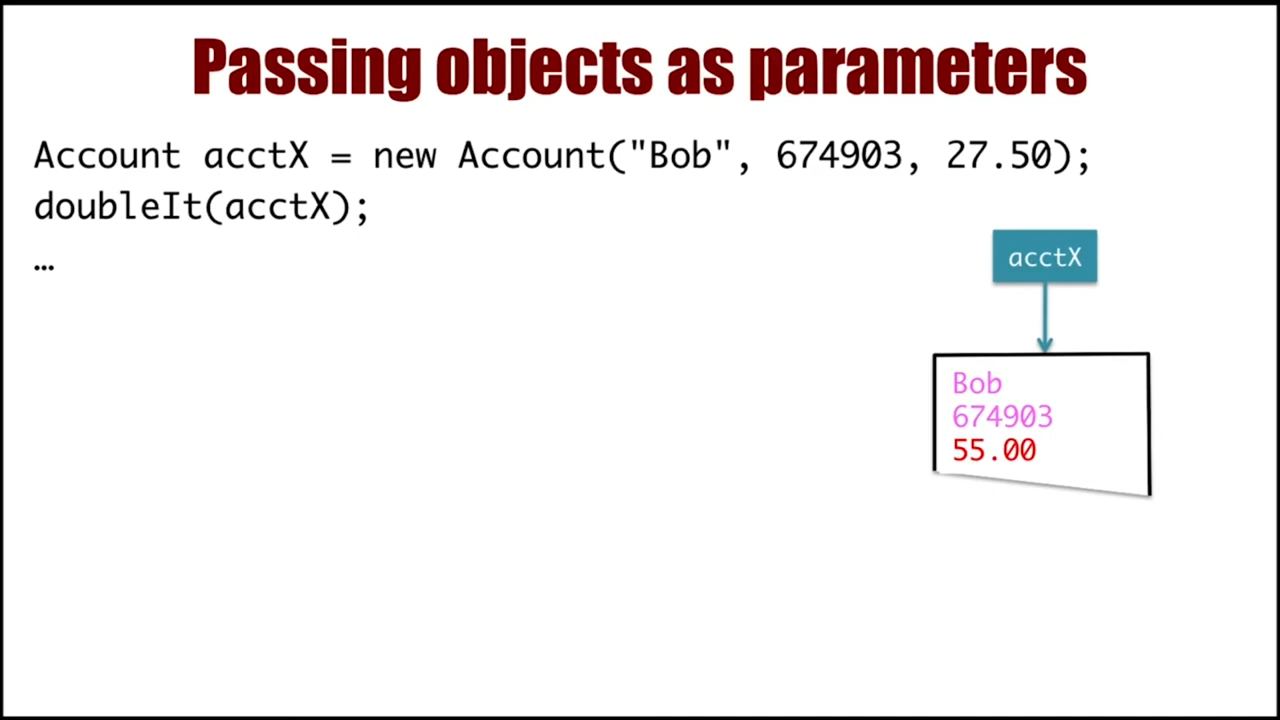 Passing objects as parameters
Account acctX = new Account("Bob", 674903, 27.50);
doubleIt(acctX);
…
acctX
Bob
674903
55.00